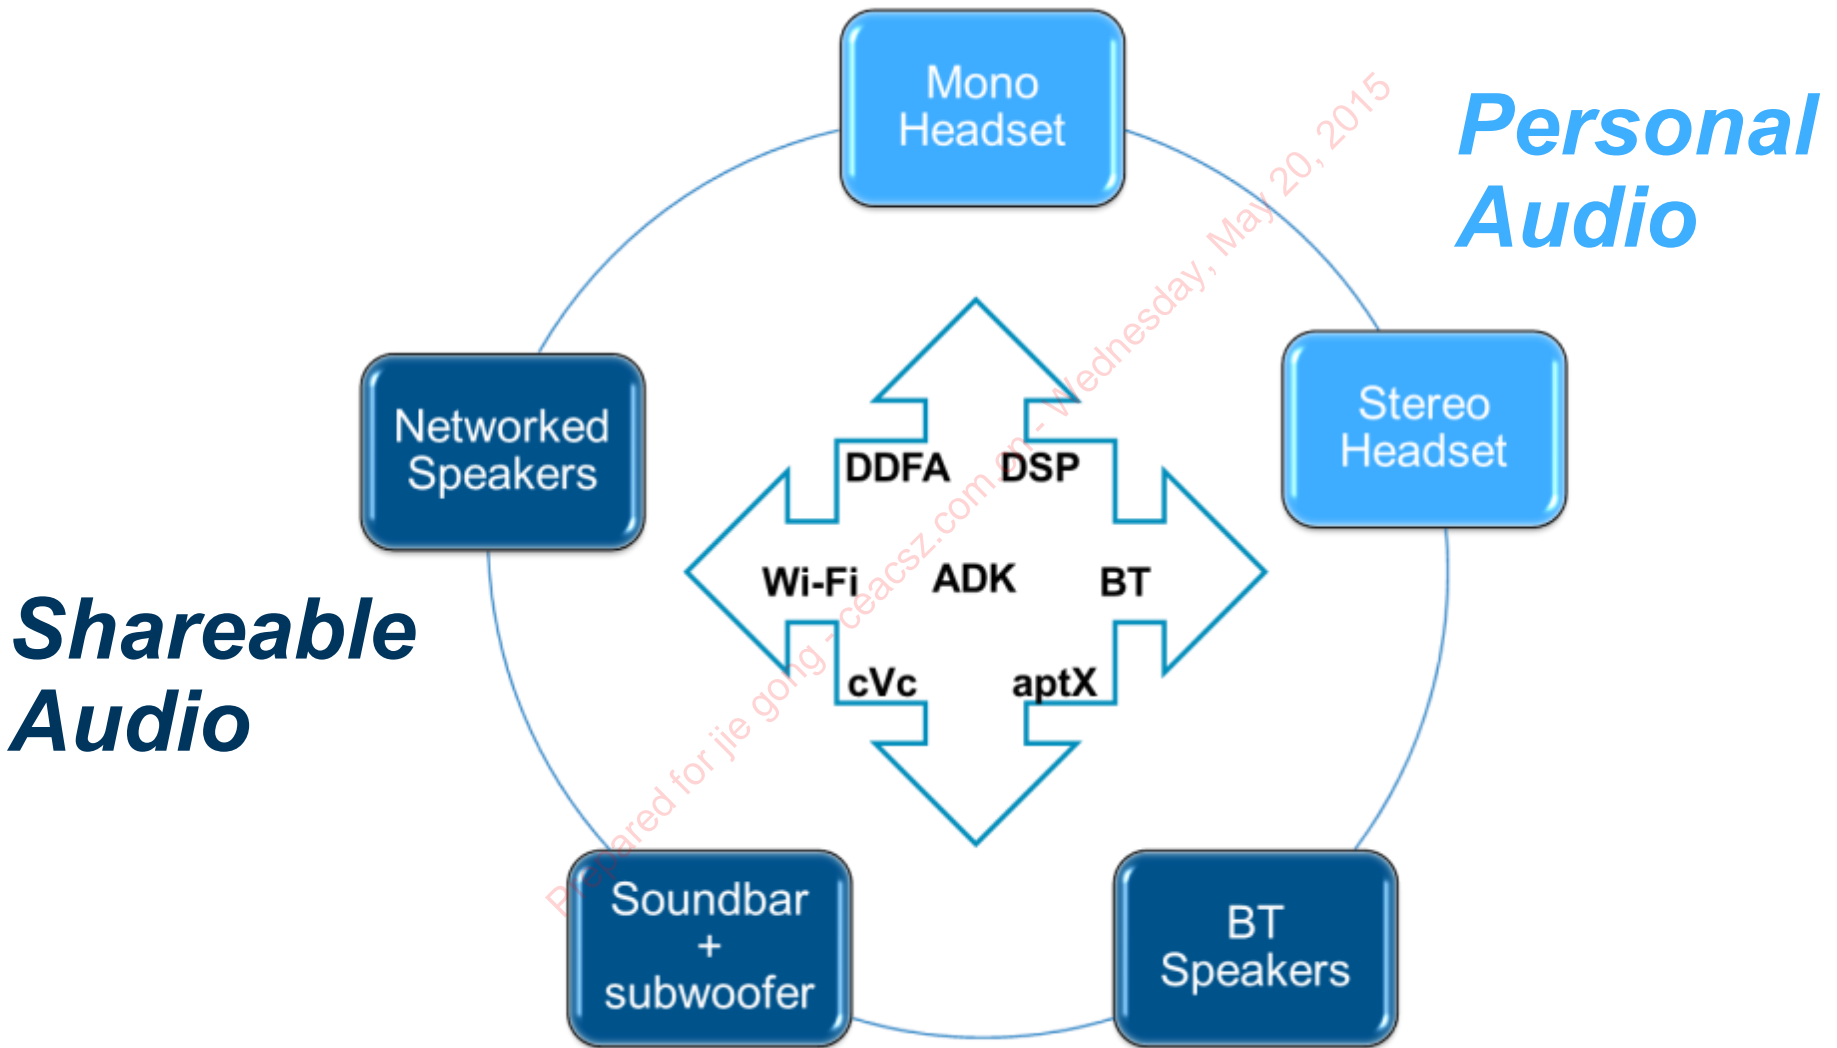 Mono
Headset
Personal
Audio
Stereo
Headset
Networked
Speakers
DDFA DSP
Wi-Fi ADK BT
cVc aptX
Shareable
Audio
Soundbar
+
subwoofer
BT
Speakers
Prepared for jie gong - ceacsz.com.cn - Wednesday, May 20, 2015